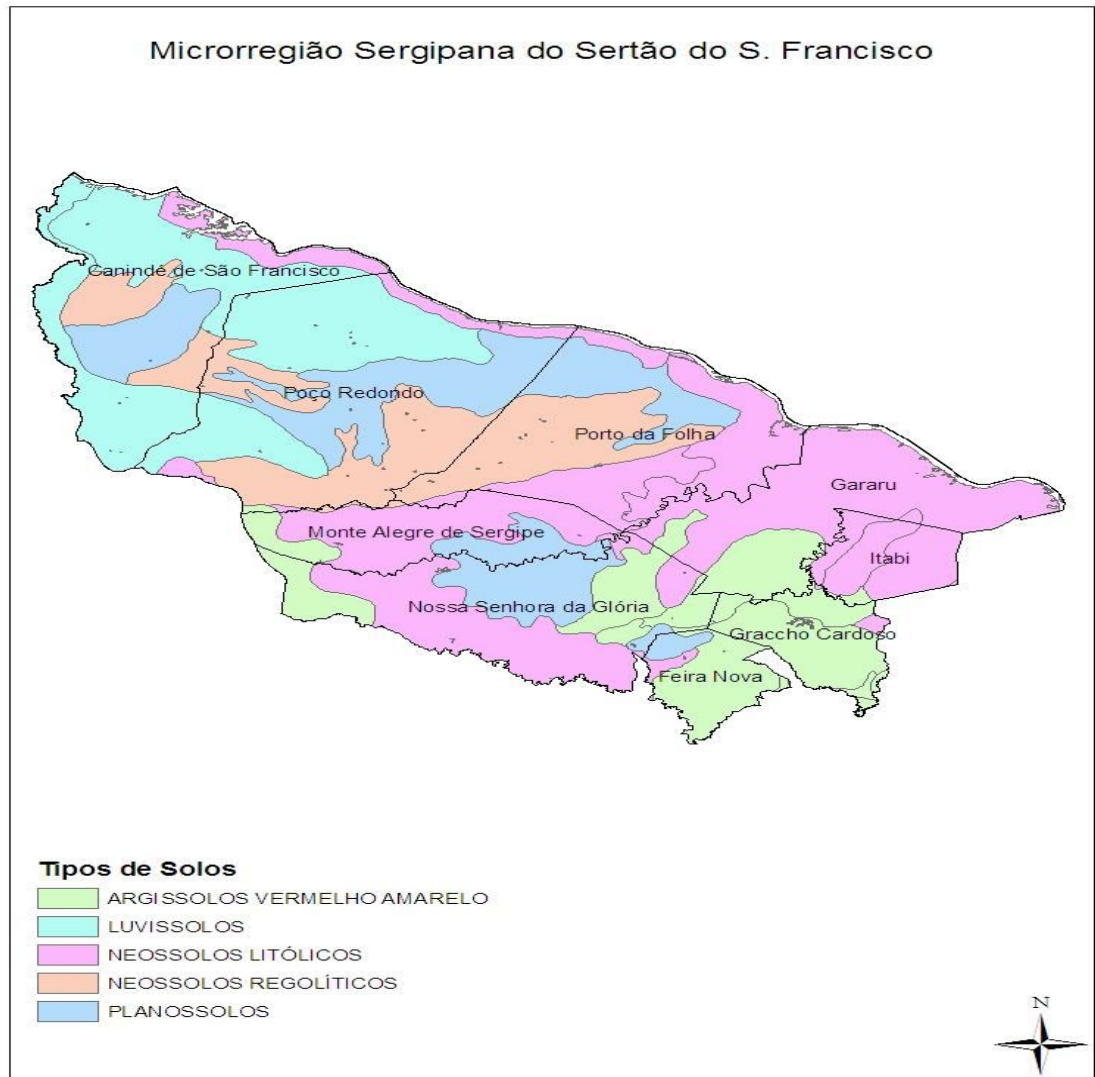 Microrregião Sergipana do Sertão do S. Francisco
Canindé de São Francisco
Poço Redondo
Porto da Folha
Gararu
Monte Alegre de Sergipe
Itabi
Nossa Senhora da Glória
Graccho Cardoso
Feira Nova
Tipos de Solos
ARGISSOLOS VERMELHO AMARELO
LUVISSOLOS
NEOSSOLOS LITÓLICOS
NEOSSOLOS REGOLÍTICOS
PLANOSSOLOS
N